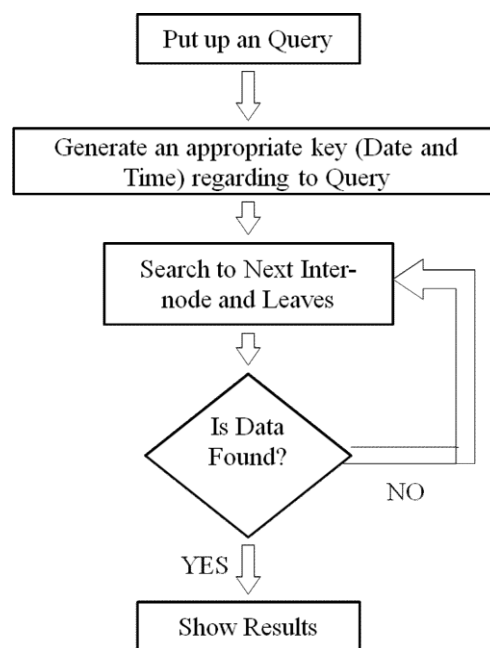 Put up an Query
Generate an appropriate key (Date and
Time) regarding to Query
Search to Next Inter-
node and Leaves
Is Data
Found?
NO
YES
Show Results